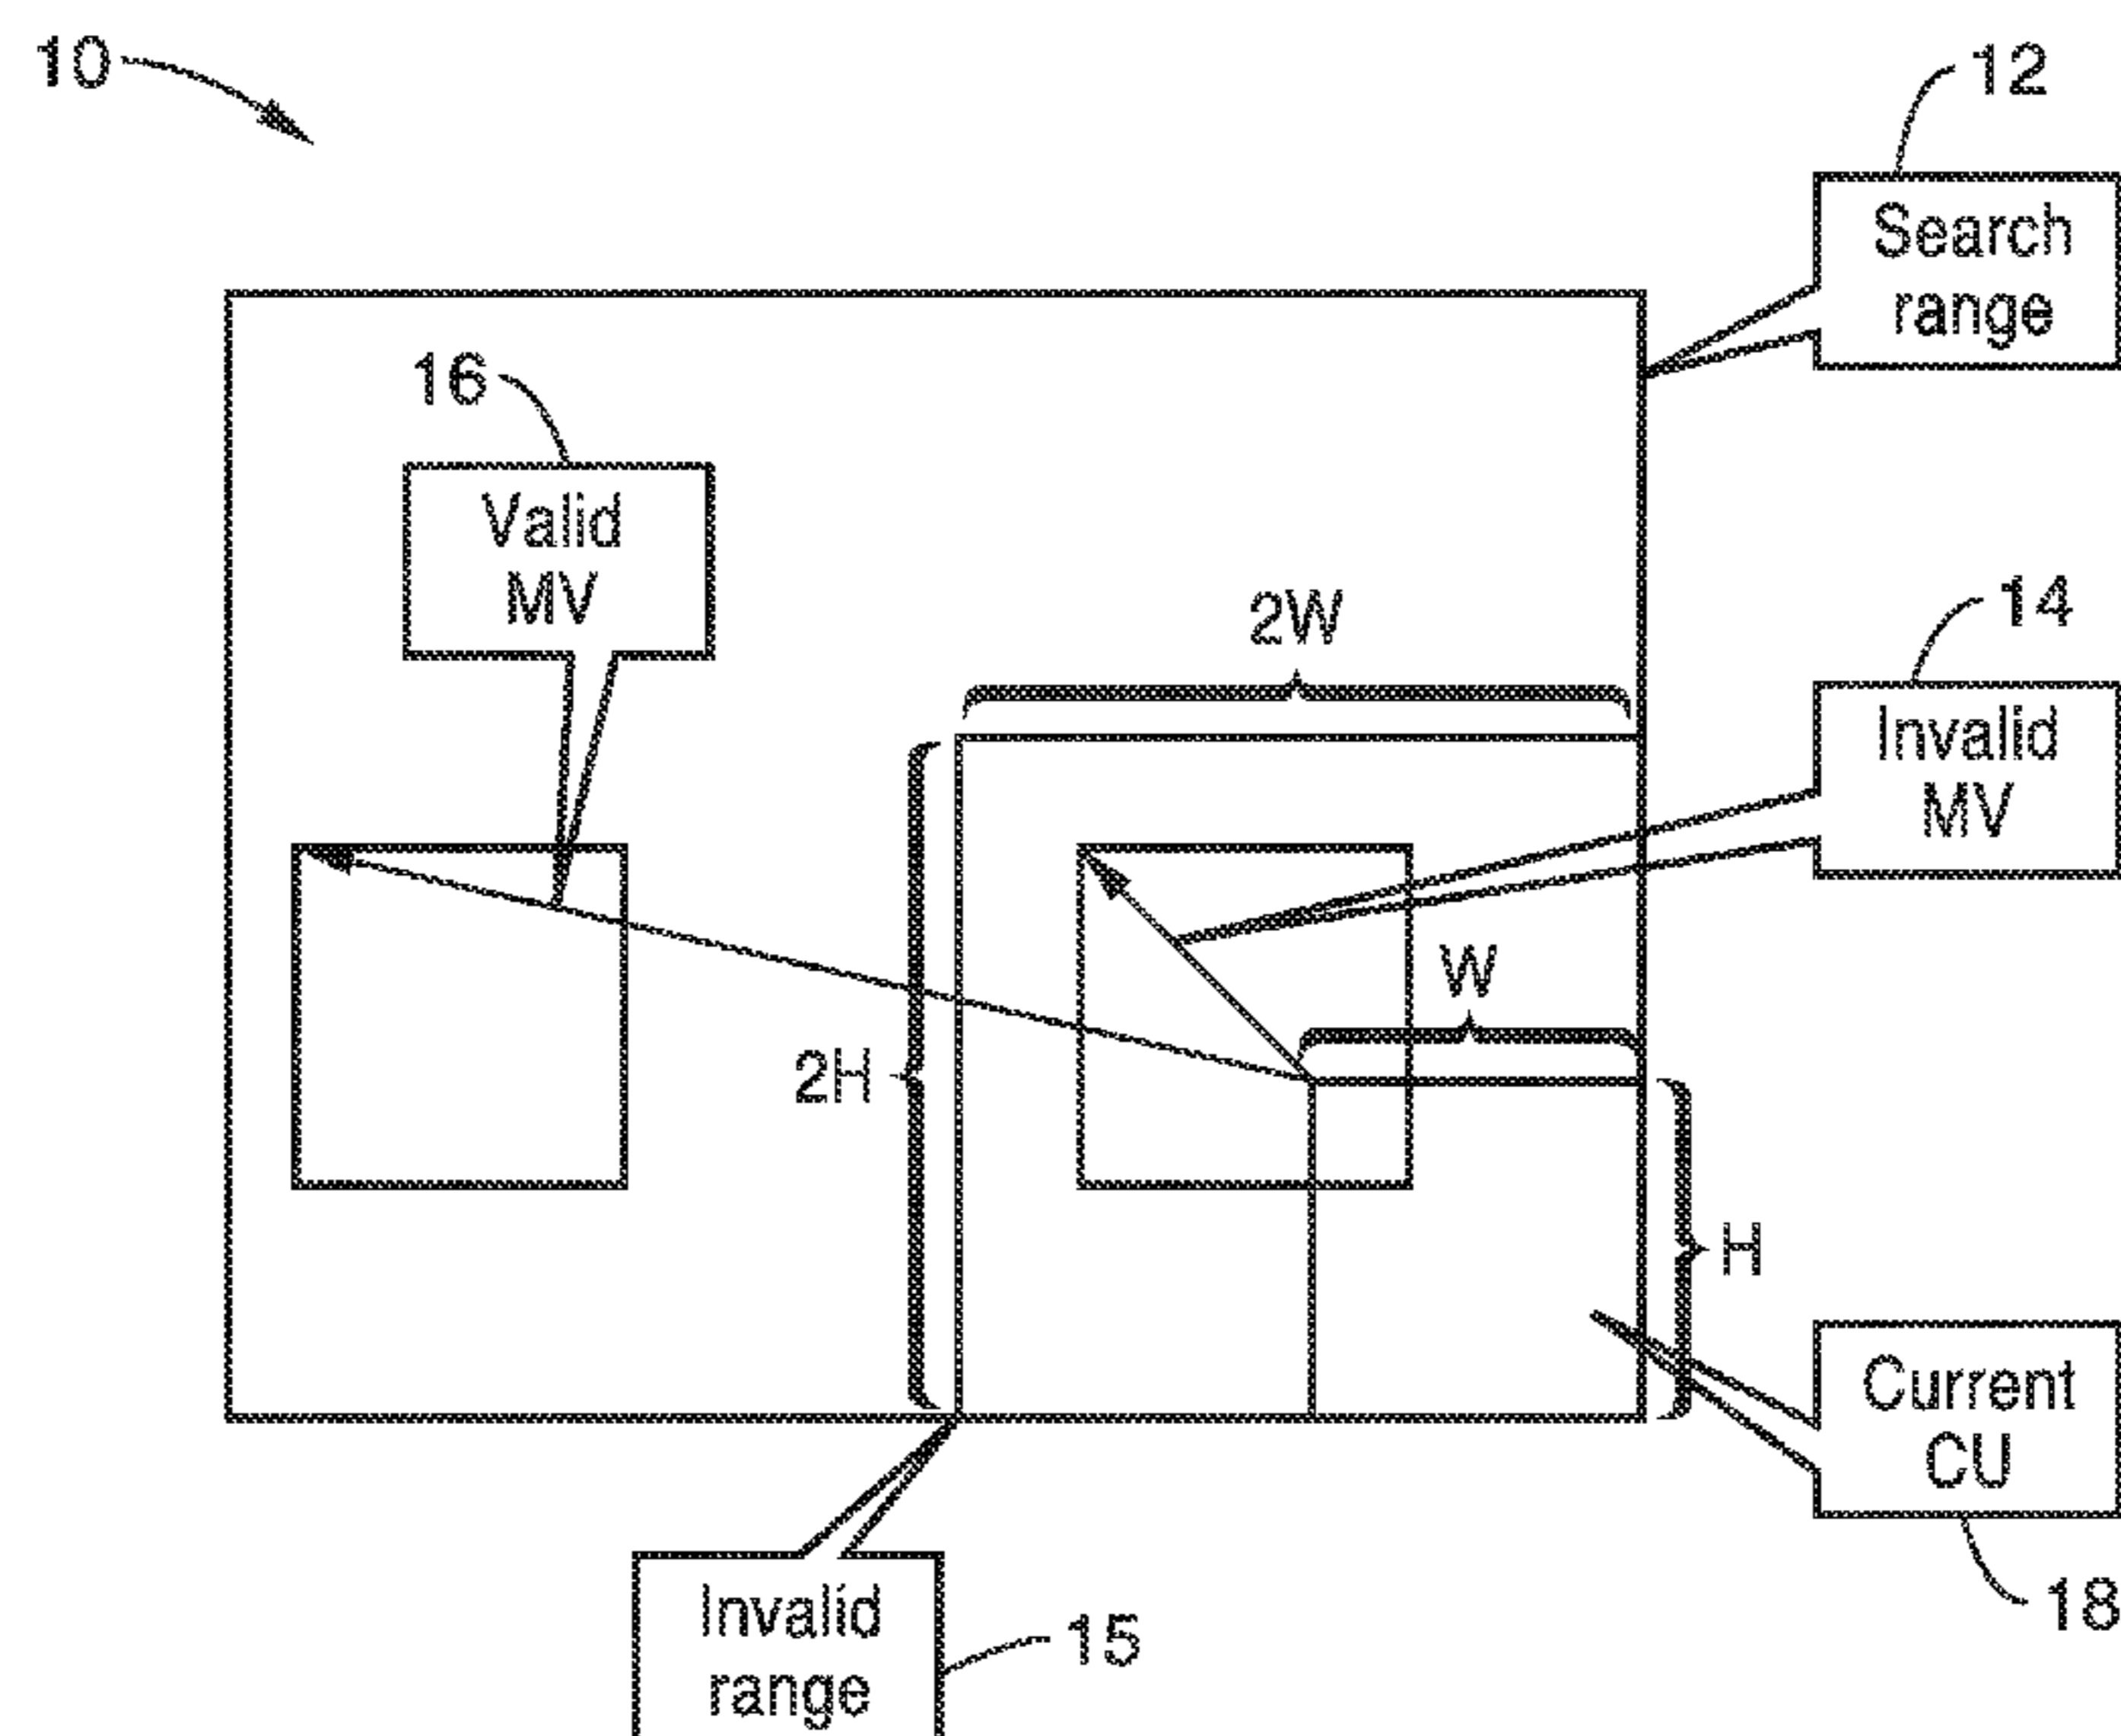 10
12
Search
range
16
Valid
MV
2W
14
Invalid
MV
W
2H
H
Current
CU
18
Invalid
range
15